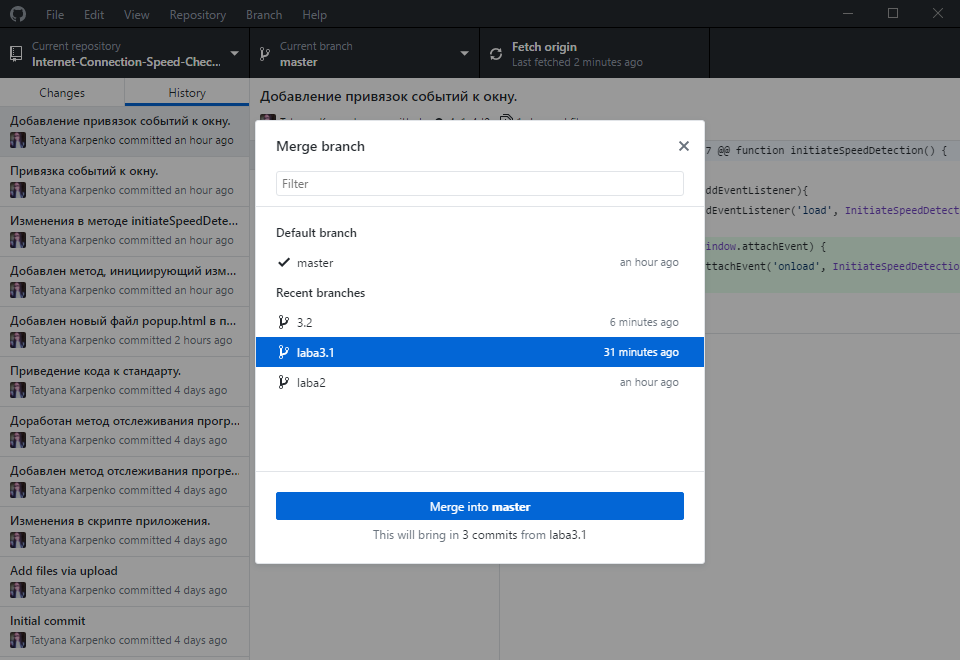 File Edit View Repository Branch Help
Current repository
Internet-Connection-Speed-Chec...
Current branch
master
Fetch origin
Last fetched 2 minutes ago
Changes
History
Добавление привязок событий к окну.
Tatyana Karpenko committed an hour ago
Привязка событий к окну.
Tatyana Karpenko committed an hour ago
Изменения в методе initiateSpeedDete...
Tatyana Karpenko committed an hour ago
Добавлен метод, инициирующий изм...
Tatyana Karpenko committed an hour ago
Добавлен новый файл popup.html в п...
Tatyana Karpenko committed 2 hours ago
Приведение кода к стандарту.
Tatyana Karpenko committed 4 days ago
Доработан метод отслеживания прогр...
Tatyana Karpenko committed 4 days ago
Добавлен метод отслеживания прогре...
Tatyana Karpenko committed 4 days ago
Изменения в скрипте приложения.
Tatyana Karpenko committed 4 days ago
Add files via upload
Tatyana Karpenko committed 4 days ago
Initial commit
Tatyana Karpenko committed 4 days ago
Добавление привязок событий к окну.
7 @@ function initiateSpeedDetection() {
ddEventListener){
dEventListener('load', InitiateSpeedDetect
indow.attachEvent) {
ttachEvent('onload', InitiateSpeedDetectio
Merge branch
Filter
Default branch
master an hour ago
Recent branches
3.2 6 minutes ago
laba3.1 31 minutes ago
laba2 an hour ago
Merge into master
This will bring in 3 commits from laba3.1